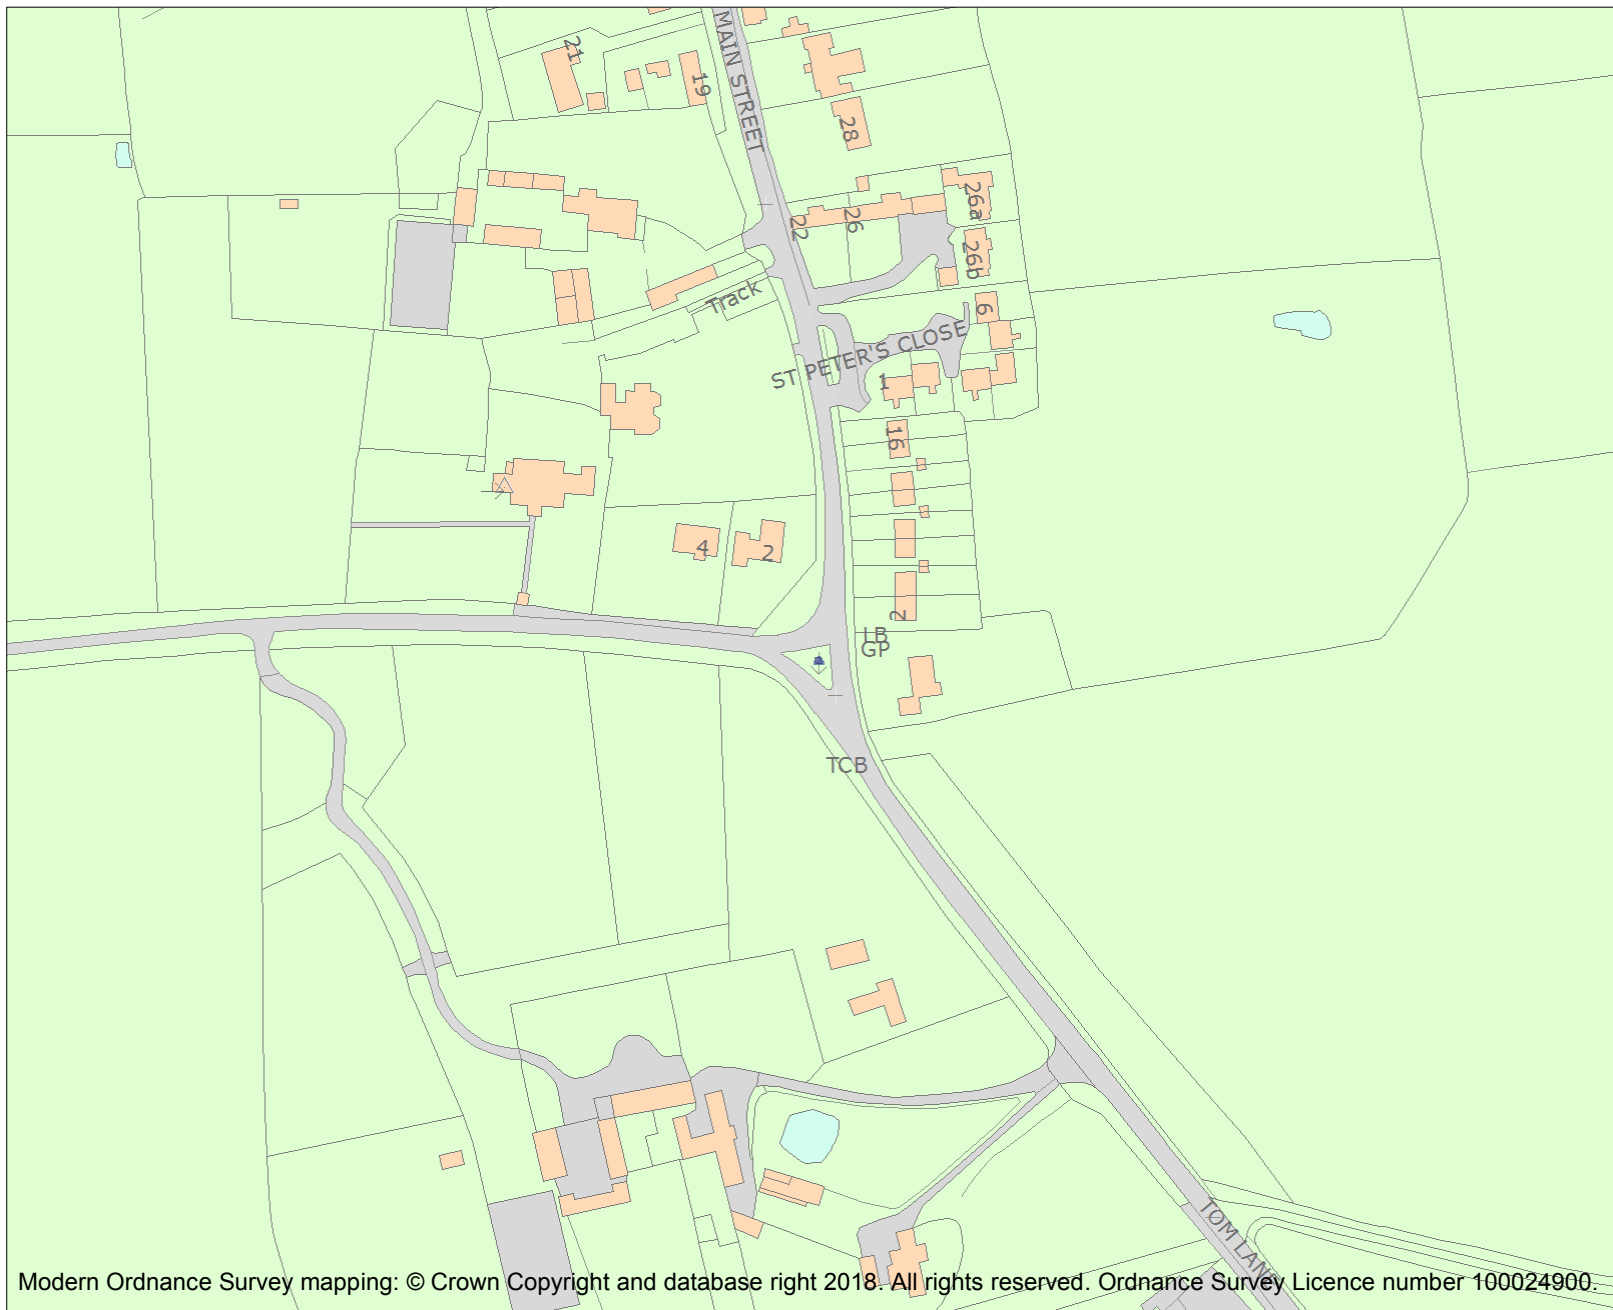 21
19
MAIN STREET
28
22
26
26a
26b
Track
6
ST PETER'S CLOSE
1
16
4
2
2
LB
GP
TCB
TOM LANE
Modern Ordnance Survey mapping: © Crown Copyright and database right 2018. All rights reserved. Ordnance Survey Licence number 100024900.